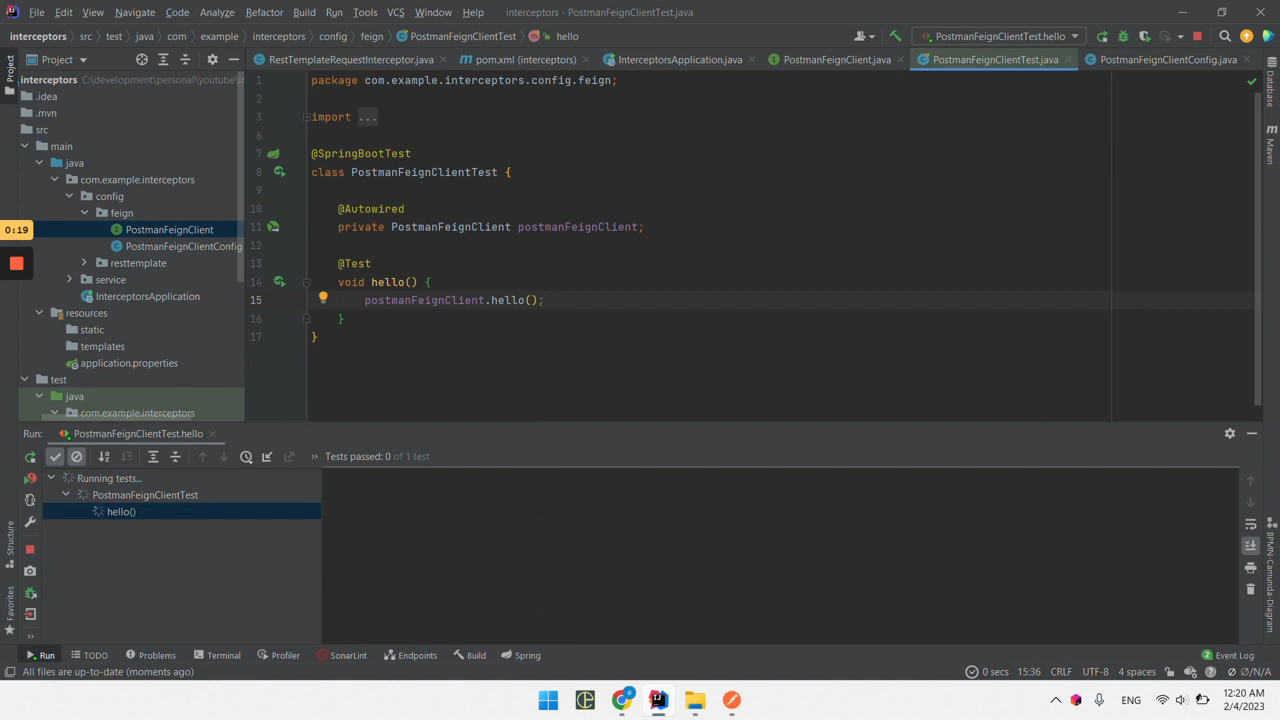 File Edit View Navigate Code Analyze Refactor Build Run Tools VCS Window Help interceptors - PostmanFeignClientTest.java
interceptors src test java com example interceptors config feign PostmanFeignClientTest hello PostmanFeignClientTest.hello
Project RestTemplateRequestInterceptor.java pom.xml (interceptors) InterceptorsApplication.java PostmanFeignClient.java PostmanFeignClientTest.java PostmanFeignClientConfig.java
Project
Structure
Favorites
Database
Maven
BPMN-Camunda-Diagram
interceptors C:\development\personal\youtube\
.idea
.mvn
src
main
java
com.example.interceptors
config
feign
PostmanFeignClient
PostmanFeignClientConfig
resttemplate
service
InterceptorsApplication
resources
static
templates
application.properties
test
java
com.example.interceptors
0:19
1 package com.example.interceptors.config.feign;
2
3 import ...
6
7 @SpringBootTest
8 class PostmanFeignClientTest {
9
10 @Autowired
11 private PostmanFeignClient postmanFeignClient;
12
13 @Test
14 void hello() {
15 postmanFeignClient.hello();
16 }
17 }
Run: PostmanFeignClientTest.hello
Tests passed: 0 of 1 test
Running tests...
PostmanFeignClientTest
hello()
Run TODO Problems Terminal Profiler SonarLint Endpoints Build Spring Event Log
All files are up-to-date (moments ago) 0 secs 15:36 CRLF UTF-8 4 spaces Ø/N/A
ENG
12:20 AM
2/4/2023